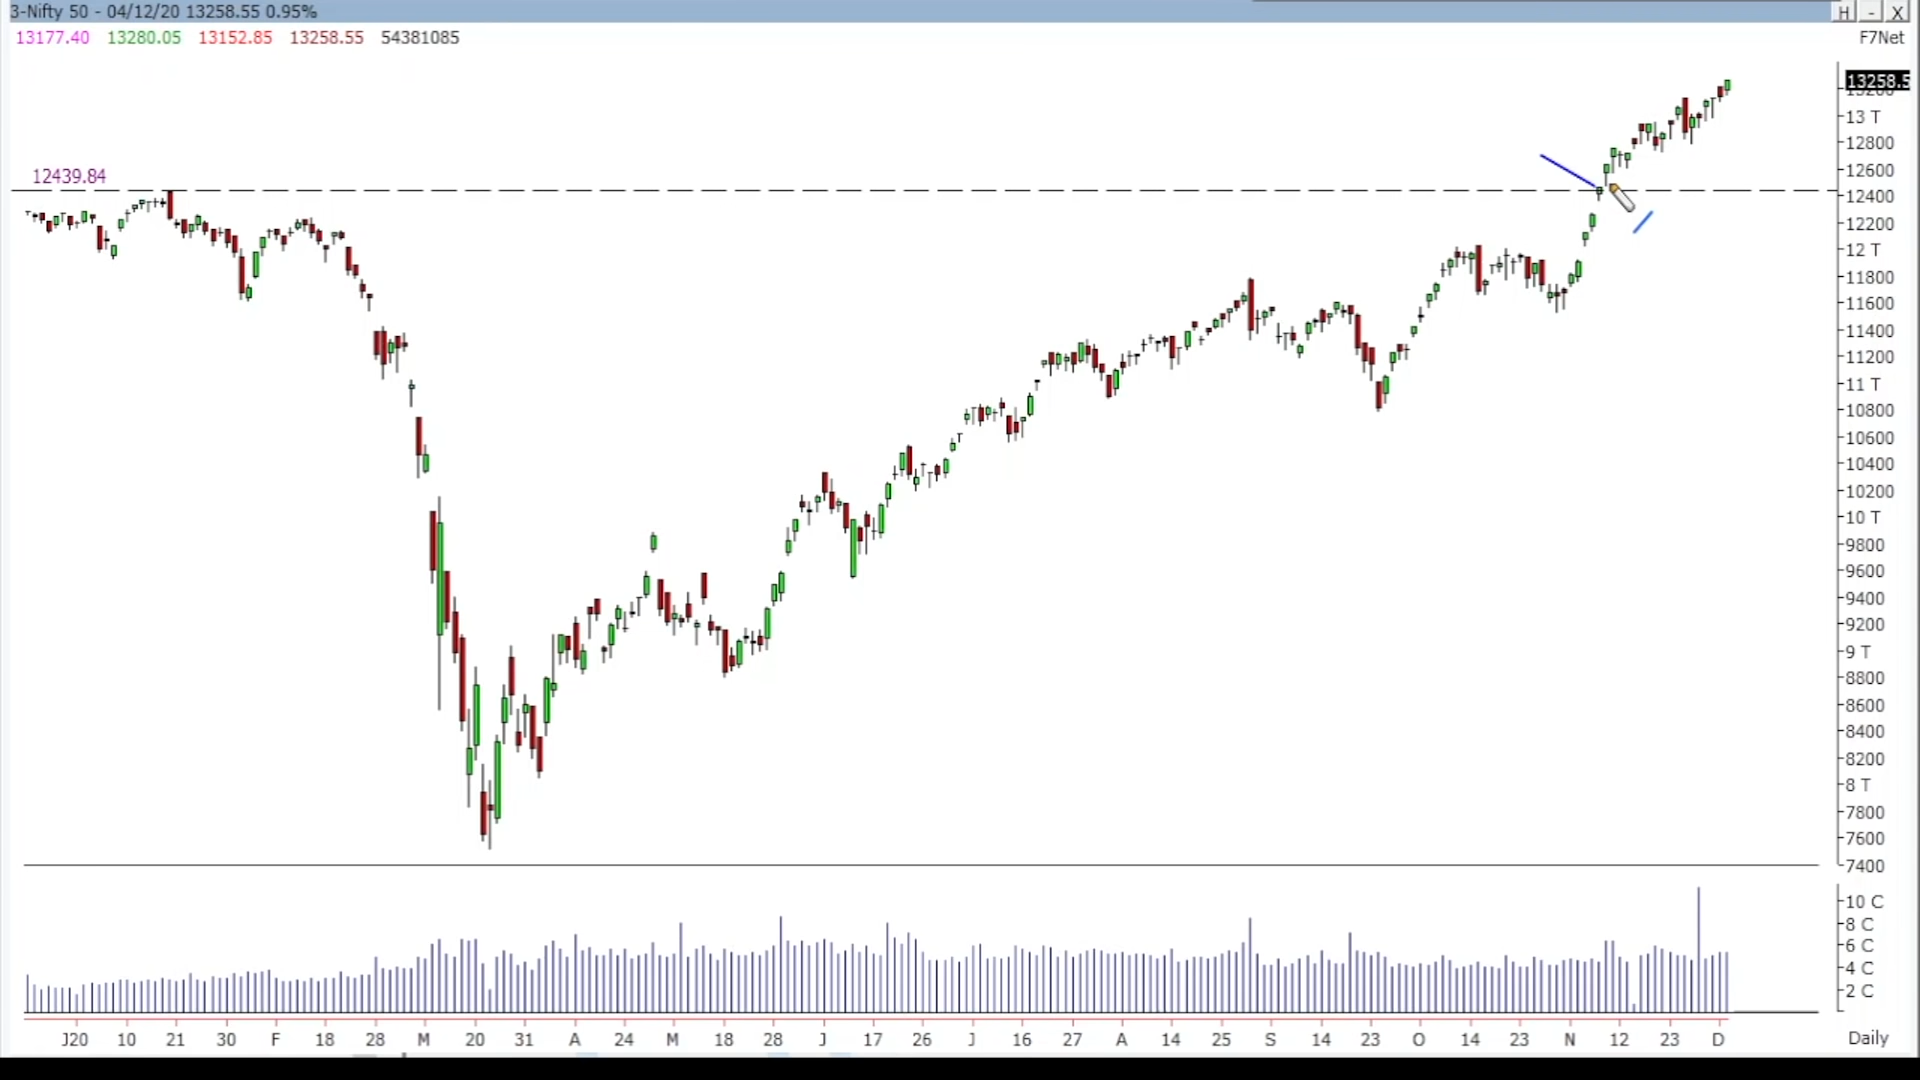 3-Nifty 50 - 04/12/20 13258.55 0.95%
H - X
13177.40 13280.05 13152.85 13258.55 54381085
F7Net
13258.5
13 T
12800
12600
12439.84
12400
12200
12 T
11800
11600
11400
11200
11 T
10800
10600
10400
10200
10 T
9800
9600
9400
9200
9 T
8800
8600
8400
8200
8 T
7800
7600
7400
10 C
8 C
6 C
4 C
2 C
J20 10 21 30 F 18 28 M 20 31 A 24 M 18 28 J 17 26 J 16 27 A 14 25 S 14 23 O 14 23 N 12 23 D
Daily